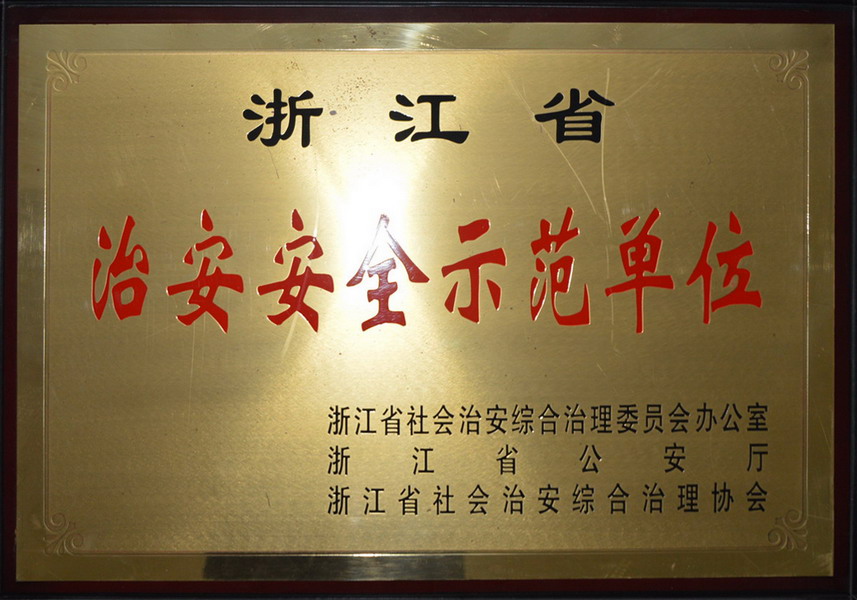 浙江省
治安安全示范单位
浙江省社会治安综合治理委员会办公室
浙江省公安厅
浙江省社会治安综合治理协会